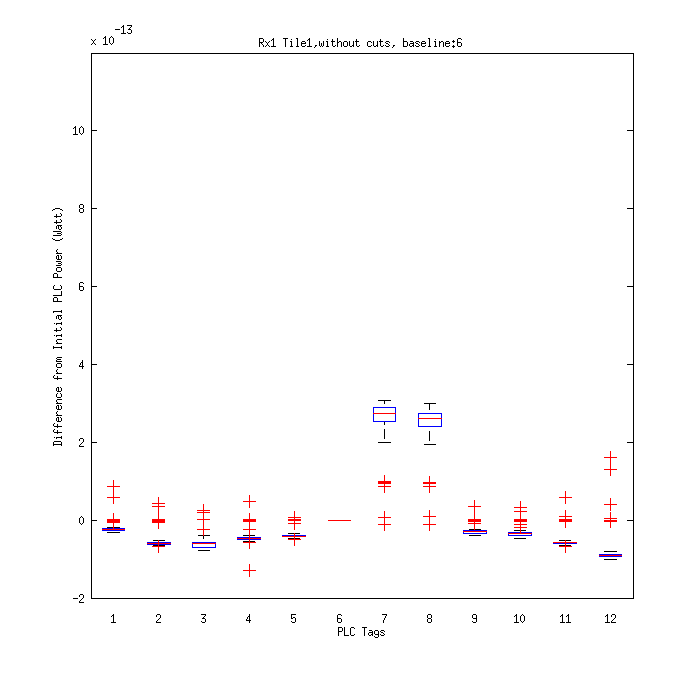 x 10-13
Rx1 Tile1,without cuts, baseline:6
10
8
6
4
2
0
-2
Difference from Initial PLC Power (Watt)
1 2 3 4 5 6 7 8 9 10 11 12
PLC Tags